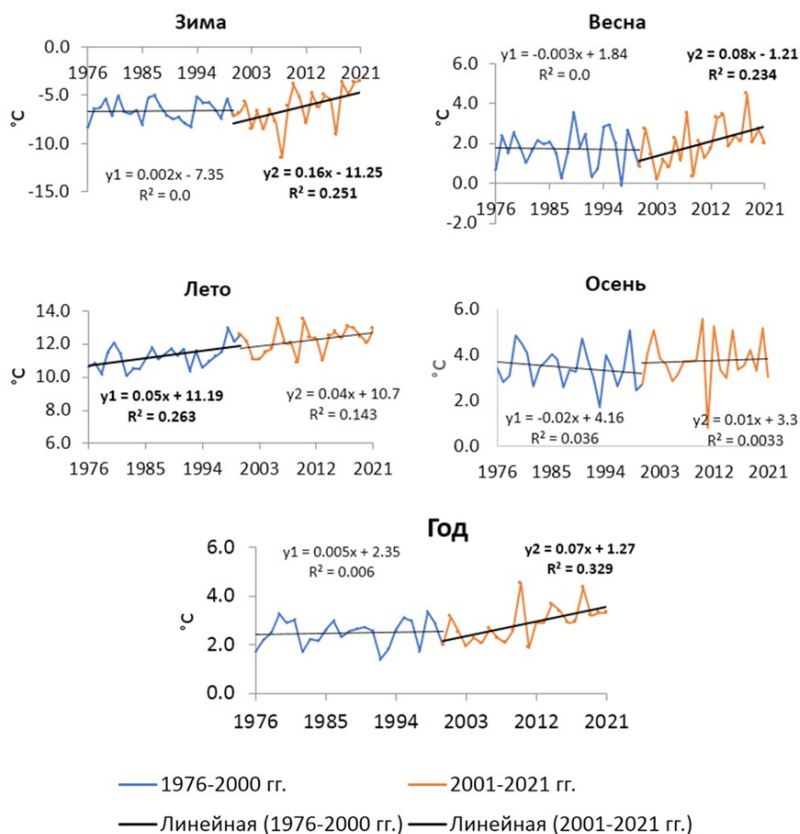 Зима
0.0
1976 1985 1994 2003 2012 2021
-5.0
°C
-10.0
y1 = 0.002x - 7.35
R² = 0.0
y2 = 0.16x - 11.25
R² = 0.251
-15.0
Весна
y1 = -0.003x + 1.84
R² = 0.0
y2 = 0.08x - 1.21
R² = 0.234
6.0
4.0
°C
2.0
0.0
1976 1985 1994 2003 2012 2021
-2.0
Лето
14.0
12.0
°C
10.0
y1 = 0.05x + 11.19
R² = 0.263
y2 = 0.04x + 10.7
R² = 0.143
8.0
6.0
1976 1985 1994 2003 2012 2021
Осень
6.0
4.0
°C
2.0
y1 = -0.02x + 4.16
R² = 0.036
y2 = 0.01x + 3.3
R² = 0.0033
0.0
1976 1985 1994 2003 2012 2021
Год
6.0
y1 = 0.005x + 2.35
R² = 0.006
y2 = 0.07x + 1.27
R² = 0.329
4.0
°C
2.0
0.0
1976 1985 1994 2003 2012 2021
1976-2000 гг.
2001-2021 гг.
Линейная (1976-2000 гг.)
Линейная (2001-2021 гг.)